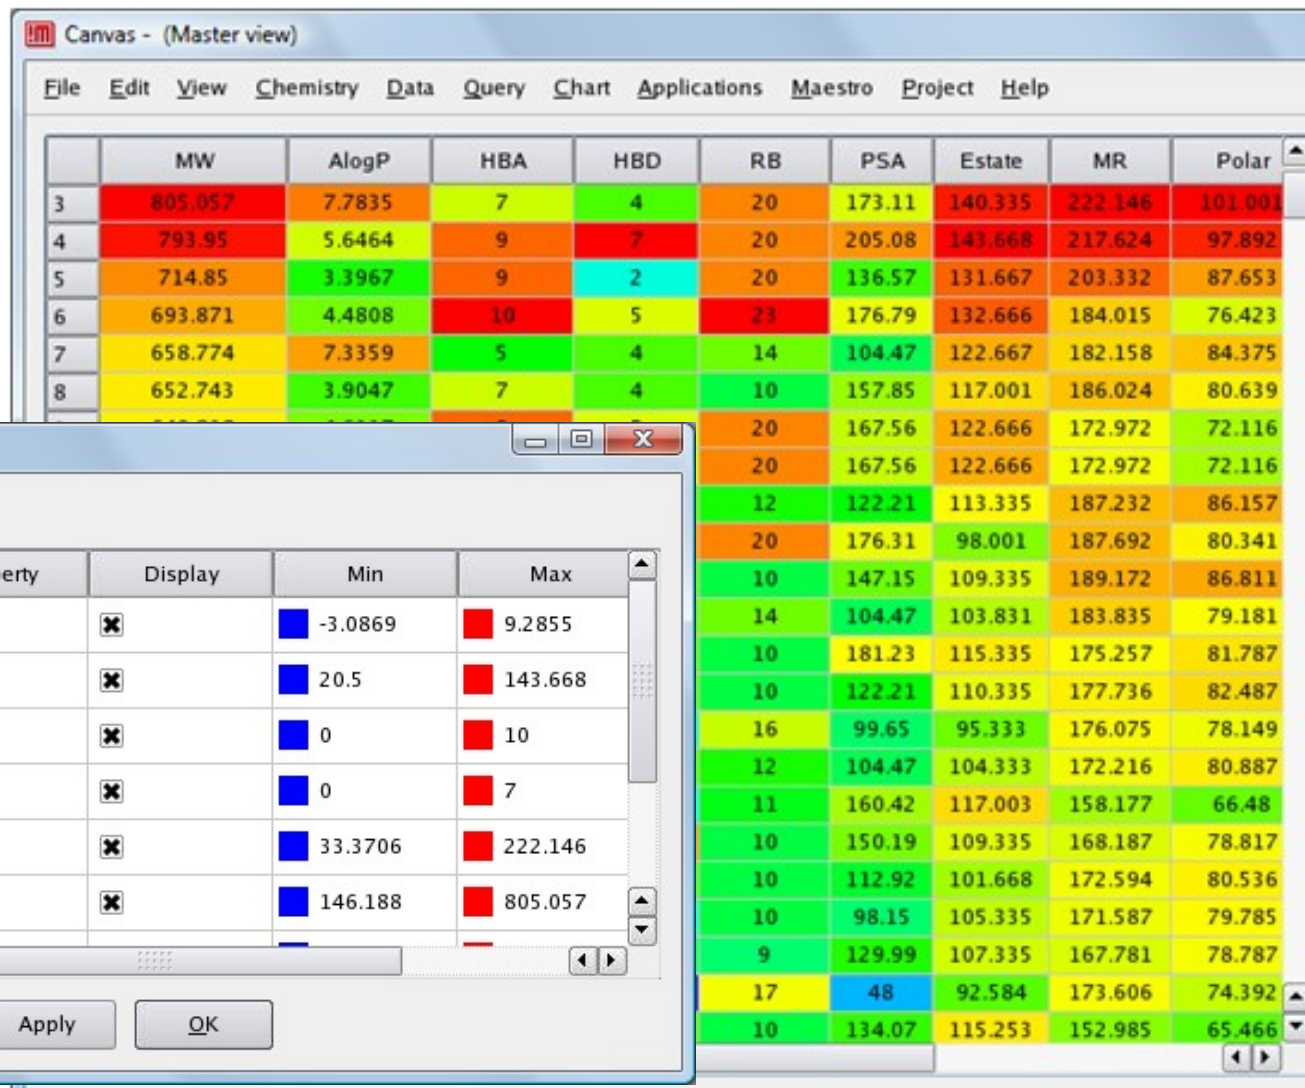 Canvas - (Master view)
File Edit View Chemistry Data Query Chart Applications Maestro Project Help
MW AlogP HBA HBD RB PSA Estate MR Polar
3 805.057 7.7835 7 4 20 173.11 140.335 222.146 101.001
4 793.95 5.6464 9 7 20 205.08 143.668 217.624 97.892
5 714.85 3.3967 9 2 20 136.57 131.667 203.332 87.653
6 693.871 4.4808 10 5 23 176.79 132.666 184.015 76.423
7 658.774 7.3359 5 4 14 104.47 122.667 182.158 84.375
8 652.743 3.9047 7 4 10 157.85 117.001 186.024 80.639
20 167.56 122.666 172.972 72.116
20 167.56 122.666 172.972 72.116
12 122.21 113.335 187.232 86.157
20 176.31 98.001 187.692 80.341
10 147.15 109.335 189.172 86.811
14 104.47 103.831 183.835 79.181
10 181.23 115.335 175.257 81.787
10 122.21 110.335 177.736 82.487
16 99.65 95.333 176.075 78.149
12 104.47 104.333 172.216 80.887
11 160.42 117.003 158.177 66.48
10 150.19 109.335 168.187 78.817
10 112.92 101.668 172.594 80.536
10 98.15 105.335 171.587 79.785
9 129.99 107.335 167.781 78.787
17 48 92.584 173.606 74.392
10 134.07 115.253 152.985 65.466
erty Display Min Max
-3.0869 9.2855
20.5 143.668
0 10
0 7
33.3706 222.146
146.188 805.057
Apply OK